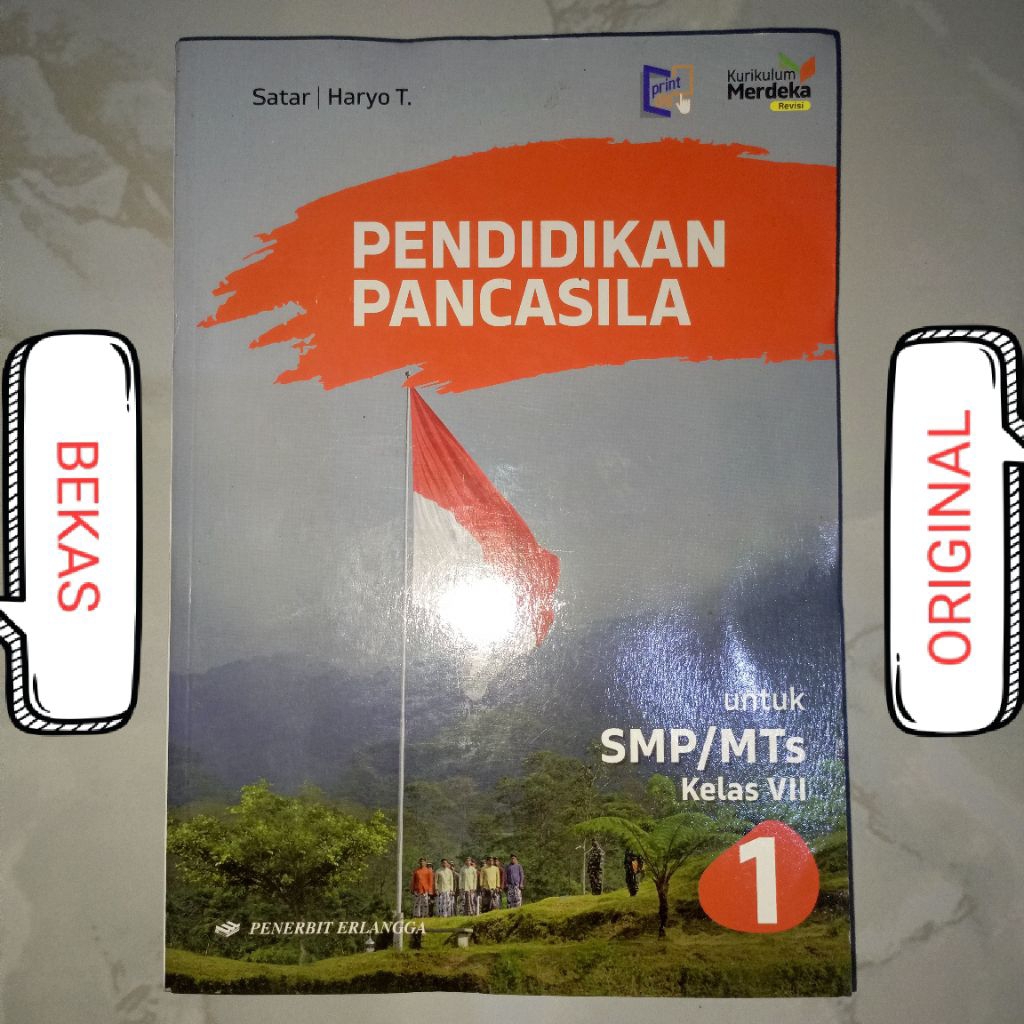 Satar | Haryo T.
print
Kurikulum
Merdeka
Revisi
PENDIDIKAN
PANCASILA
BEKAS
ORIGINAL
untuk
SMP/MTs
Kelas VII
1
PENERBIT ERLANGGA